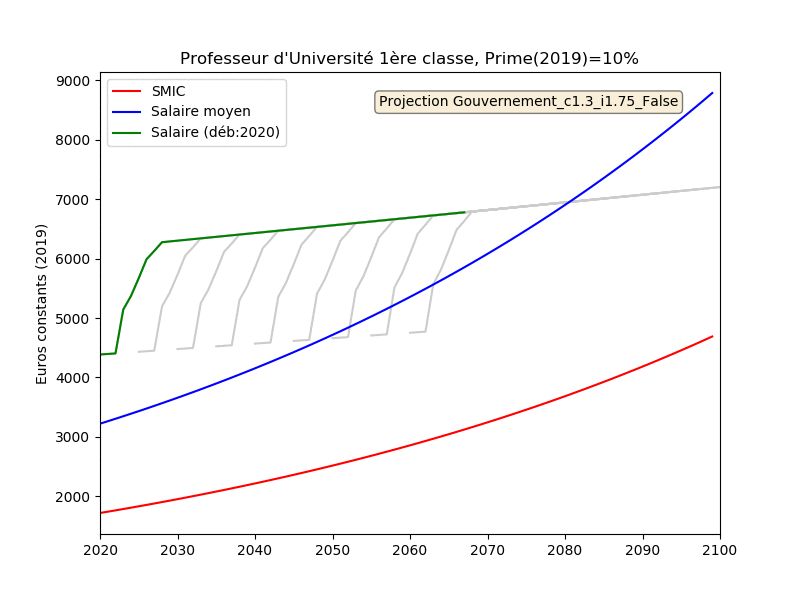 Professeur d'Université 1ère classe, Prime(2019)=10%
SMIC
Salaire moyen
Salaire (déb:2020)
Projection Gouvernement_c1.3_i1.75_False
Euros constants (2019)
9000
8000
7000
6000
5000
4000
3000
2000
2020 2030 2040 2050 2060 2070 2080 2090 2100